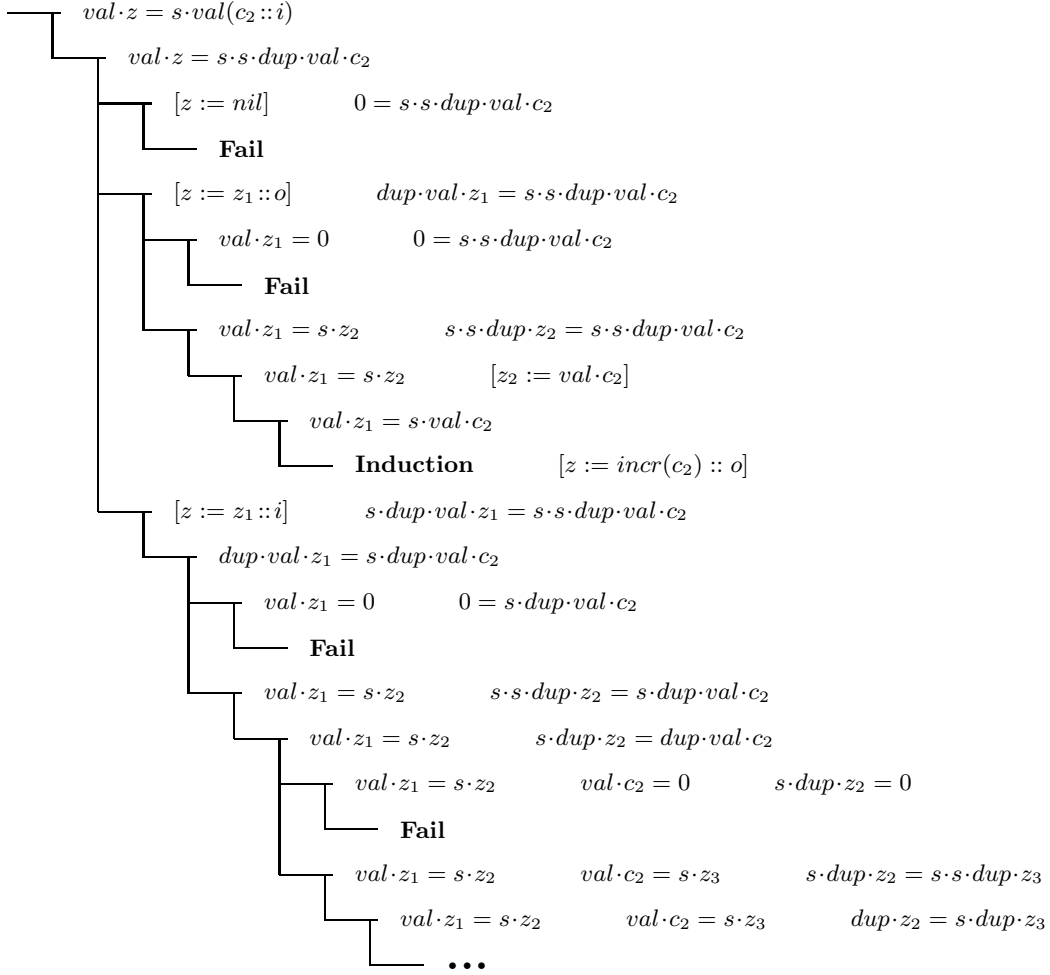 val·z = s·val(c₂::i)
val·z = s·s·dup·val·c₂
[z := nil] 0 = s·s·dup·val·c₂
Fail
[z := z₁::o] dup·val·z₁ = s·s·dup·val·c₂
val·z₁ = 0 0 = s·s·dup·val·c₂
Fail
val·z₁ = s·z₂ s·s·dup·z₂ = s·s·dup·val·c₂
val·z₁ = s·z₂ [z₂ := val·c₂]
val·z₁ = s·val·c₂
Induction [z := incr(c₂) :: o]
[z := z₁::i] s·dup·val·z₁ = s·s·dup·val·c₂
dup·val·z₁ = s·dup·val·c₂
val·z₁ = 0 0 = s·dup·val·c₂
Fail
val·z₁ = s·z₂ s·s·dup·z₂ = s·dup·val·c₂
val·z₁ = s·z₂ s·dup·z₂ = dup·val·c₂
val·z₁ = s·z₂ val·c₂ = 0 s·dup·z₂ = 0
Fail
val·z₁ = s·z₂ val·c₂ = s·z₃ s·dup·z₂ = s·s·dup·z₃
val·z₁ = s·z₂ val·c₂ = s·z₃ dup·z₂ = s·dup·z₃
•••